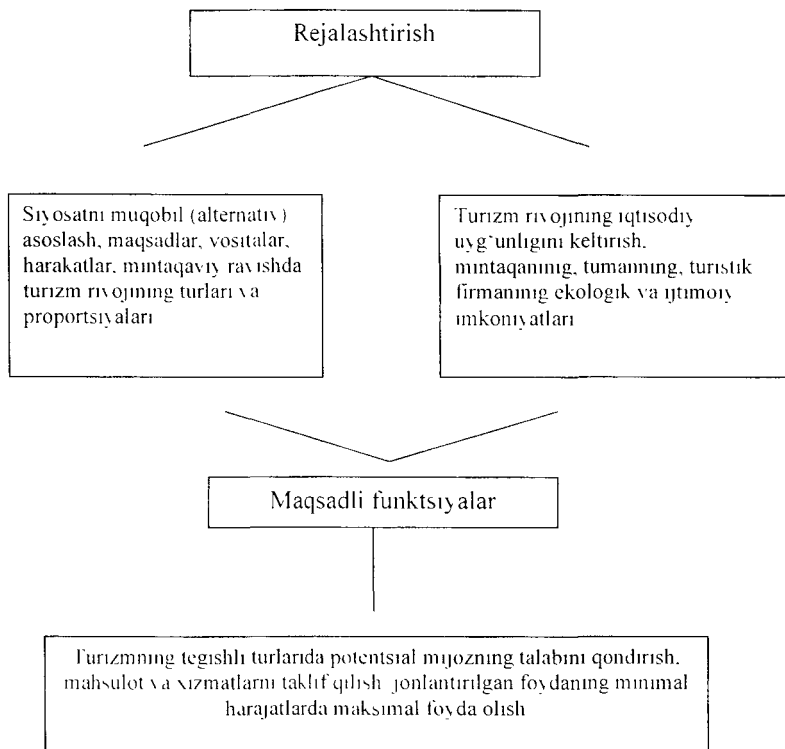 Rejalashtirish
Siyosatni muqobil (alternativ)
asoslash, maqsadlar, vositalar,
harakatlar, mintaqaviy ravishda
turizm rivojining turlari va
proportsiyalari
Turizm rivojining iqtisodiy
uyg‘unligini keltirish,
mintaqaninig, tumanning, turistik
firmaninig ekologik va ijtimoiy
imkoniyatlari
Maqsadli funktsiyalar
Turizmning tegishli turlarida potentsial mijozning talabini qondirish,
mahsulot va xizmatlarni taklif qilish jonlantirilgan foydaning minimal
harajatlarda maksimal foyda olish